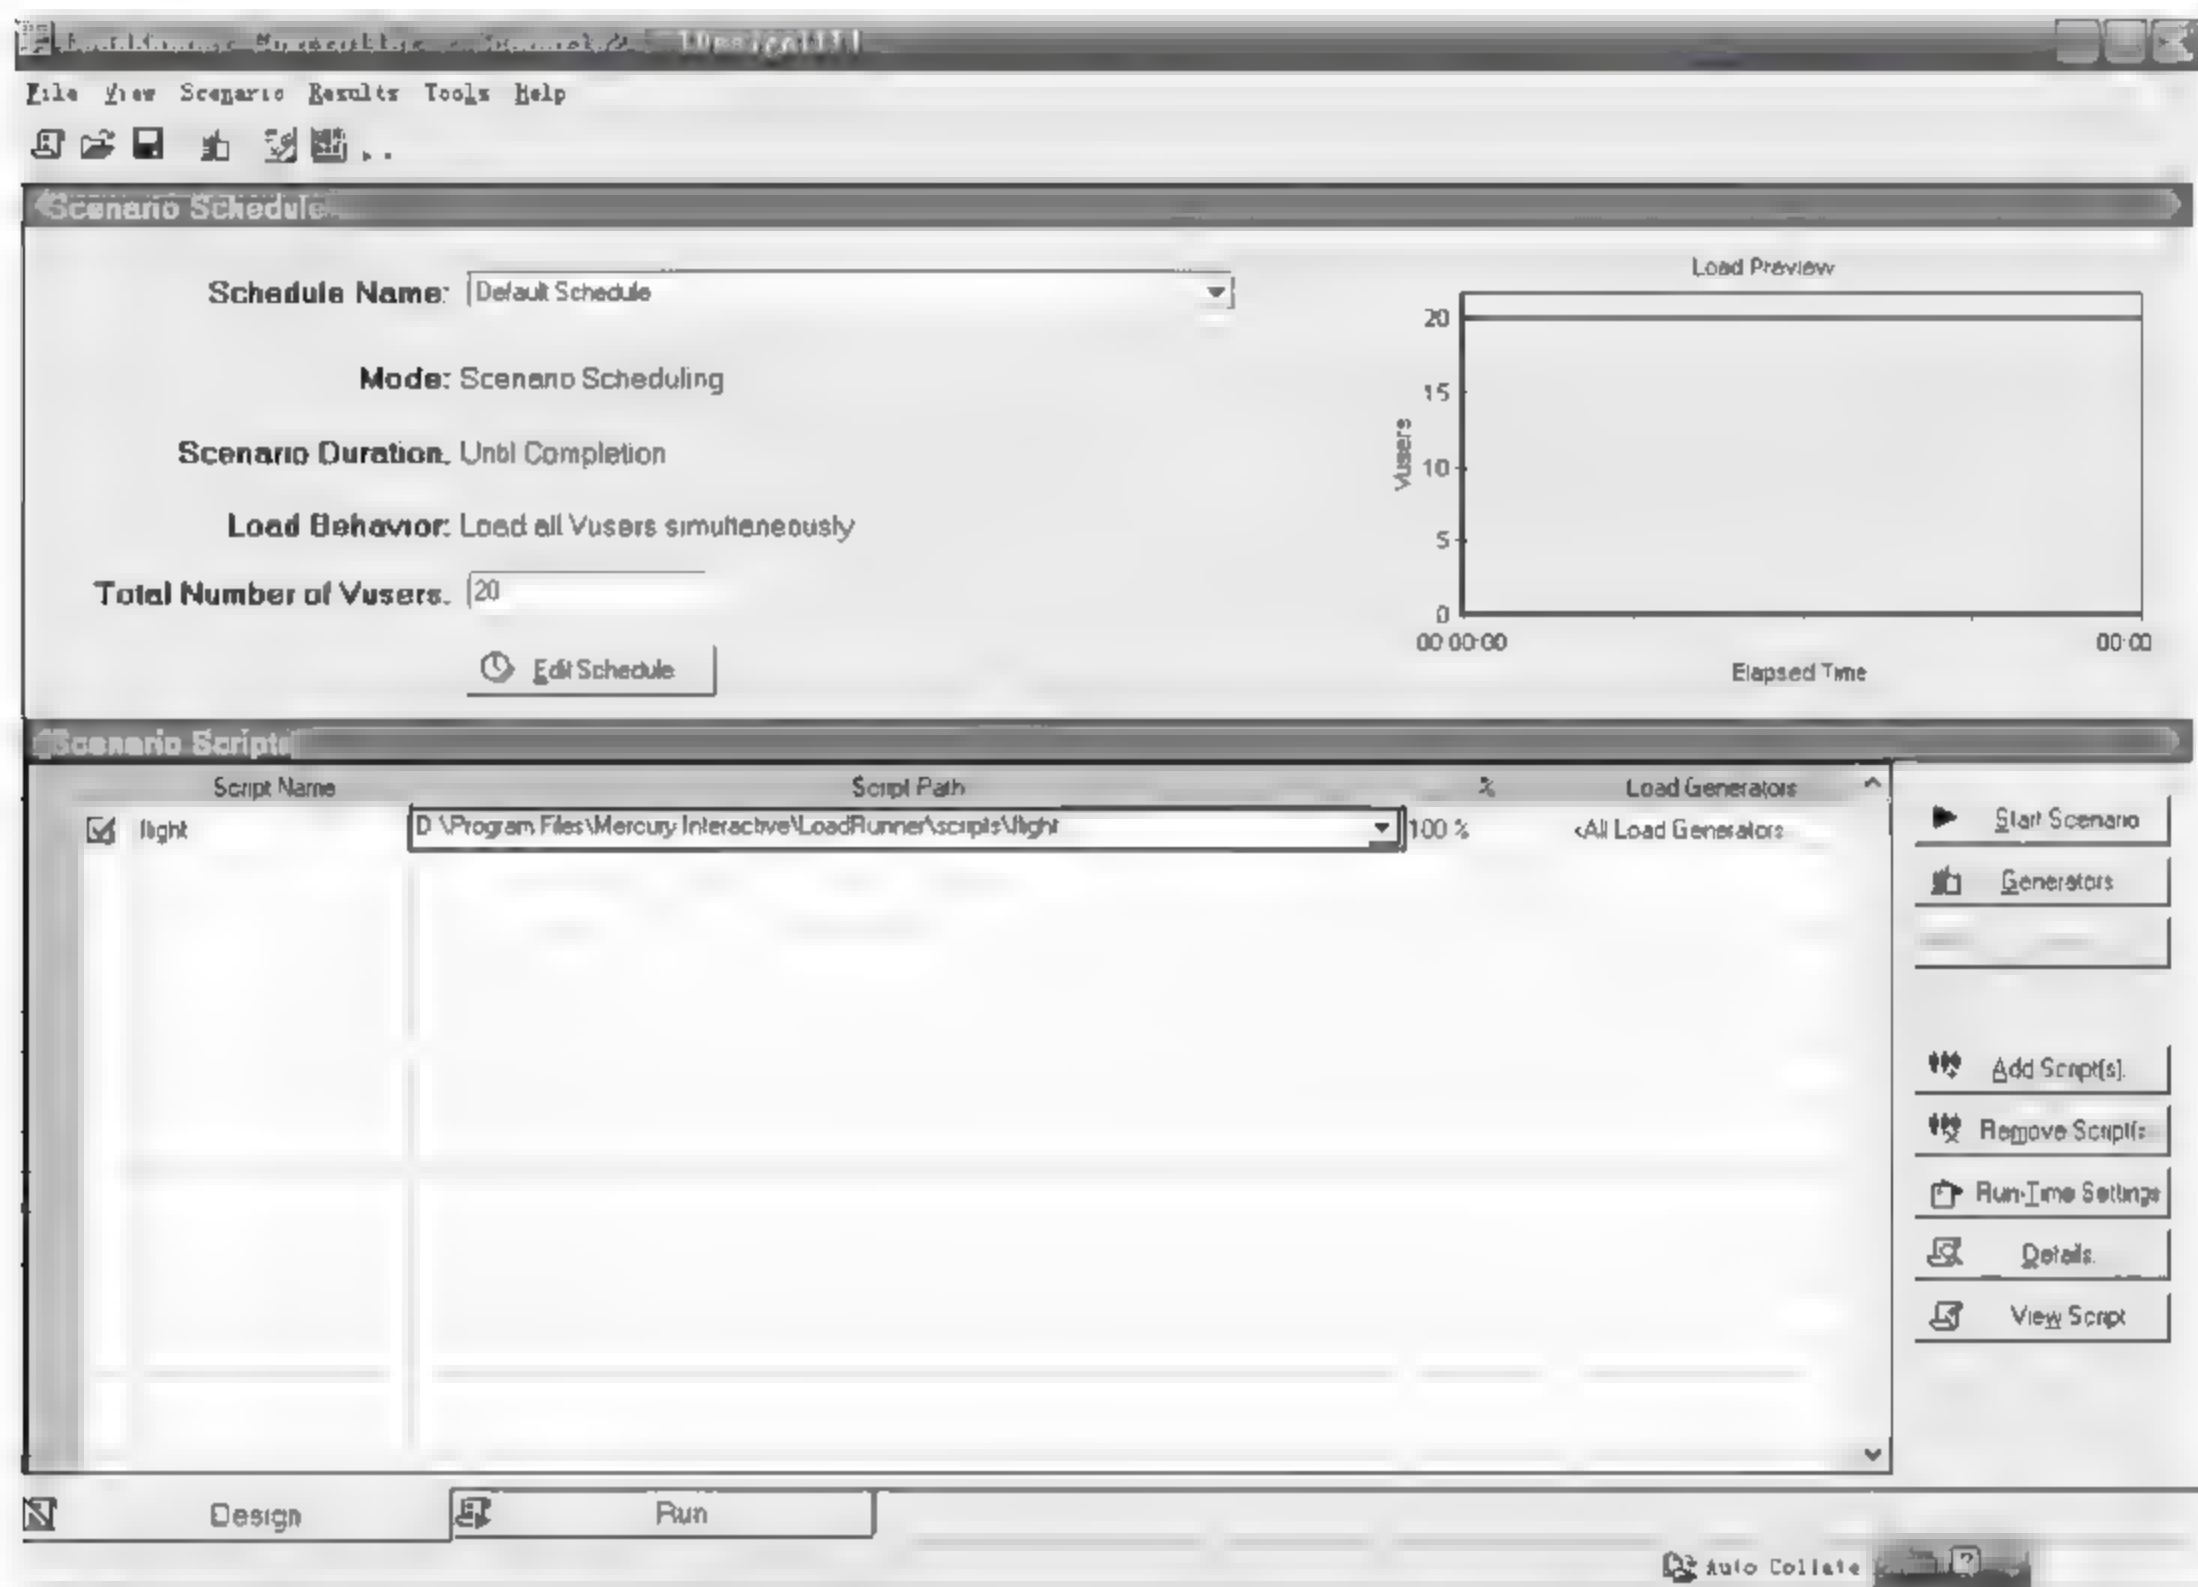 File View Scenario Results Tools Help
Scenario Schedule
Schedule Name: Default Schedule
Mode: Scenario Scheduling
Scenario Duration. Until Completion
Load Behavior: Load all Vusers simultaneously
Total Number of Vusers. 20
Edit Schedule
Load Preview
Vusers
20
15
10
5
0
00:00:00 00:00
Elapsed Time
Scenario Scripts
Script Name Script Path % Load Generators
flight D:\Program Files\Mercury Interactive\LoadRunner\scripts\flight 100 % <All Load Generators
Start Scenario
Generators
Add Script(s).
Remove Script(s
Run-Time Settings
Details.
View Script
Design Run
Auto Collate